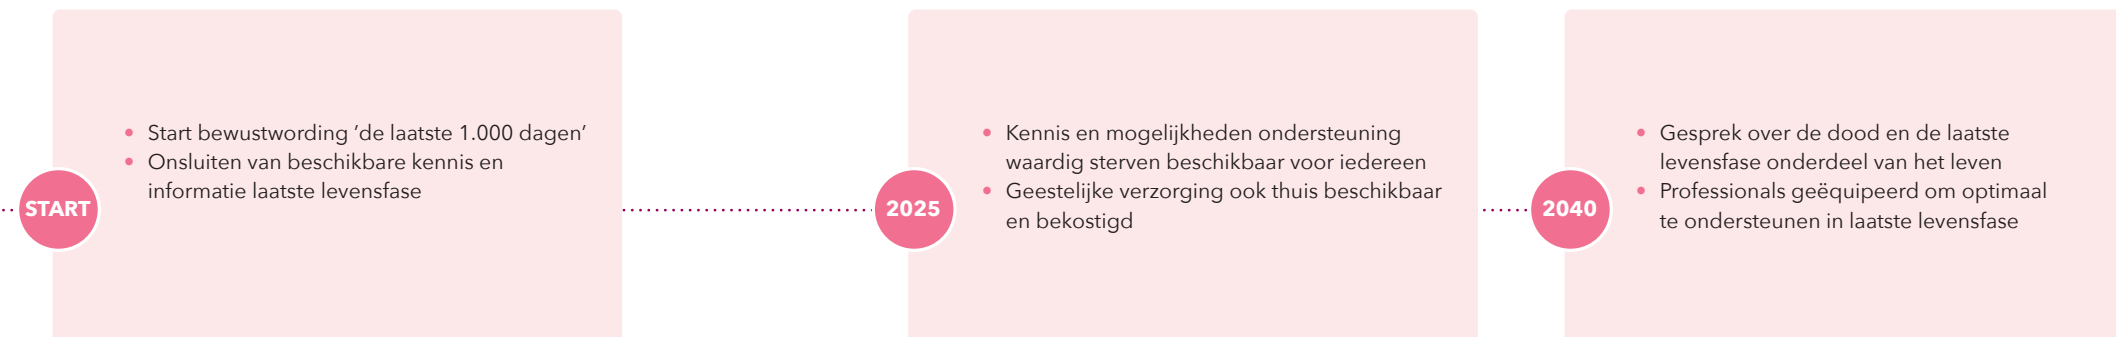 START
• Start bewustwording ’de laatste 1.000 dagen’
• Onsluiten van beschikbare kennis en
informatie laatste levensfase
2025
• Kennis en mogelijkheden ondersteuning
waardig sterven beschikbaar voor iedereen
• Geestelijke verzorging ook thuis beschikbaar
en bekostigd
2040
• Gesprek over de dood en de laatste
levensfase onderdeel van het leven
• Professionals geëquipeerd om optimaal
te ondersteunen in laatste levensfase